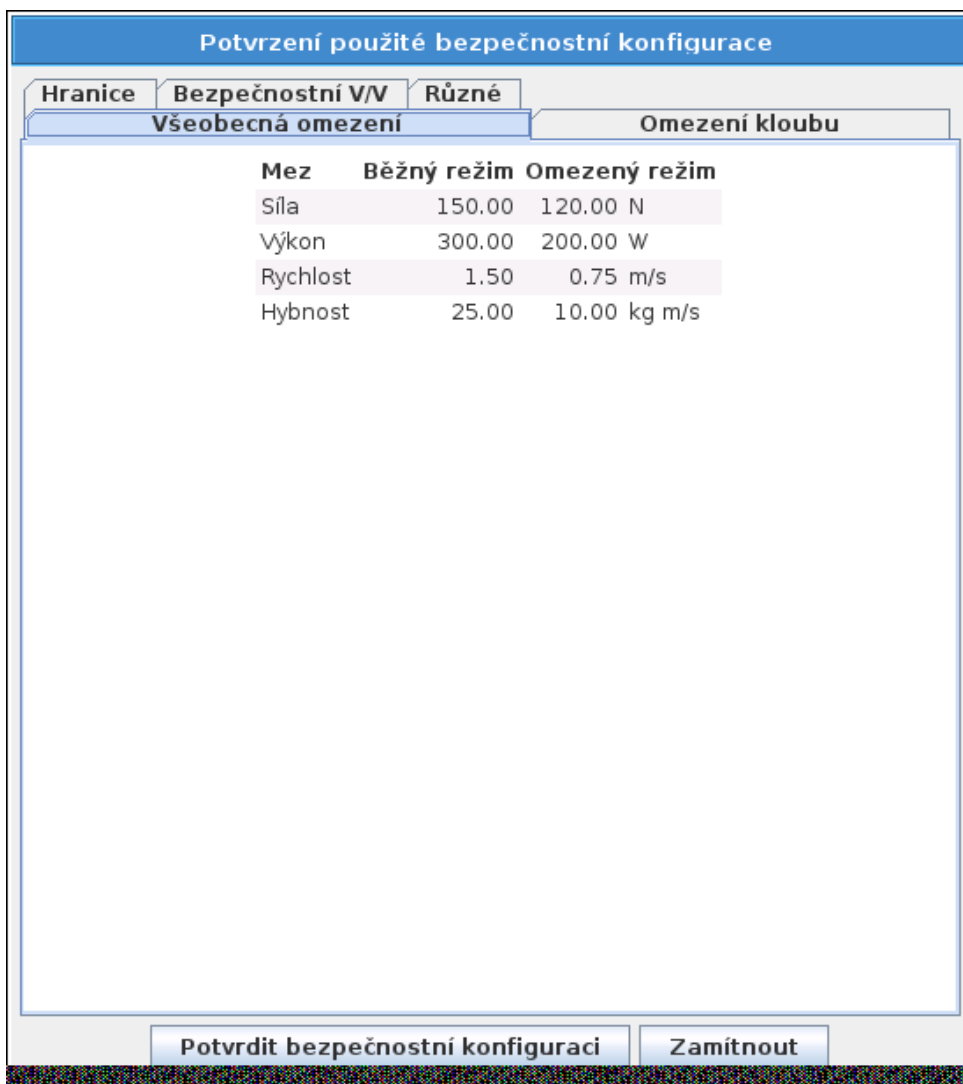 Potvrzení použité bezpečnostní konfigurace
Hranice Bezpečnostní V/V Různé
Všeobecná omezení Omezení kloubu
Mez Běžný režim Omezený režim
Síla 150.00 120.00 N
Výkon 300.00 200.00 W
Rychlost 1.50 0.75 m/s
Hybnost 25.00 10.00 kg m/s
Potvrdit bezpečnostní konfiguraci Zamítnout